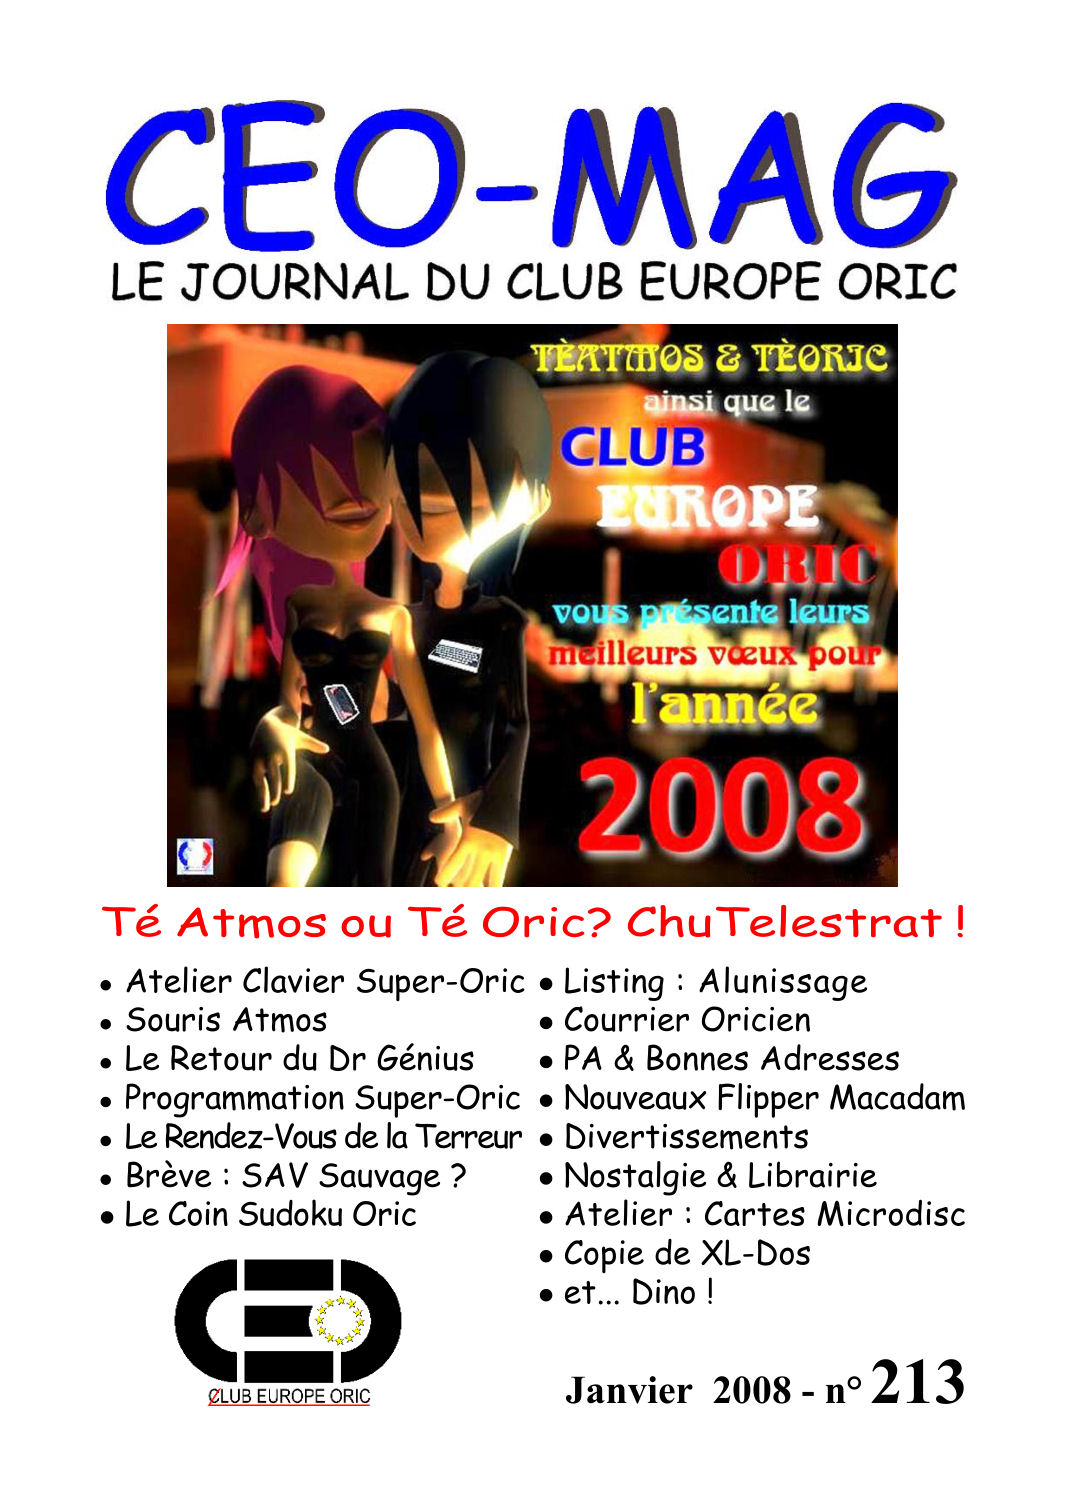 CEO-MAG
LE JOURNAL DU CLUB EUROPE ORIC
TÈATMOS & TÈORIC
ainsi que le
CLUB
EUROPE
ORIC
vous présente leurs
meilleurs vœux pour
l'année
2008
Té Atmos ou Té Oric? ChuTelestrat !
• Atelier Clavier Super-Oric
• Souris Atmos
• Le Retour du Dr Génius
• Programmation Super-Oric
• Le Rendez-Vous de la Terreur
• Brève : SAV Sauvage ?
• Le Coin Sudoku Oric
• Listing : Alunissage
• Courrier Oricien
• PA & Bonnes Adresses
• Nouveaux Flipper Macadam
• Divertissements
• Nostalgie & Librairie
• Atelier : Cartes Microdisc
• Copie de XL-Dos
• et... Dino !
CEO
CLUB EUROPE ORIC
Janvier 2008 - n° 213